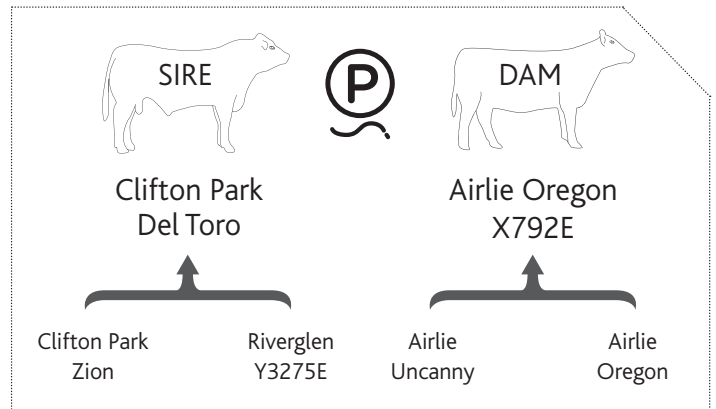 SIRE
P
DAM
Clifton Park
Del Toro
Airlie Oregon
X792E
Clifton Park
Zion
Riverglen
Y3275E
Airlie
Uncanny
Airlie
Oregon